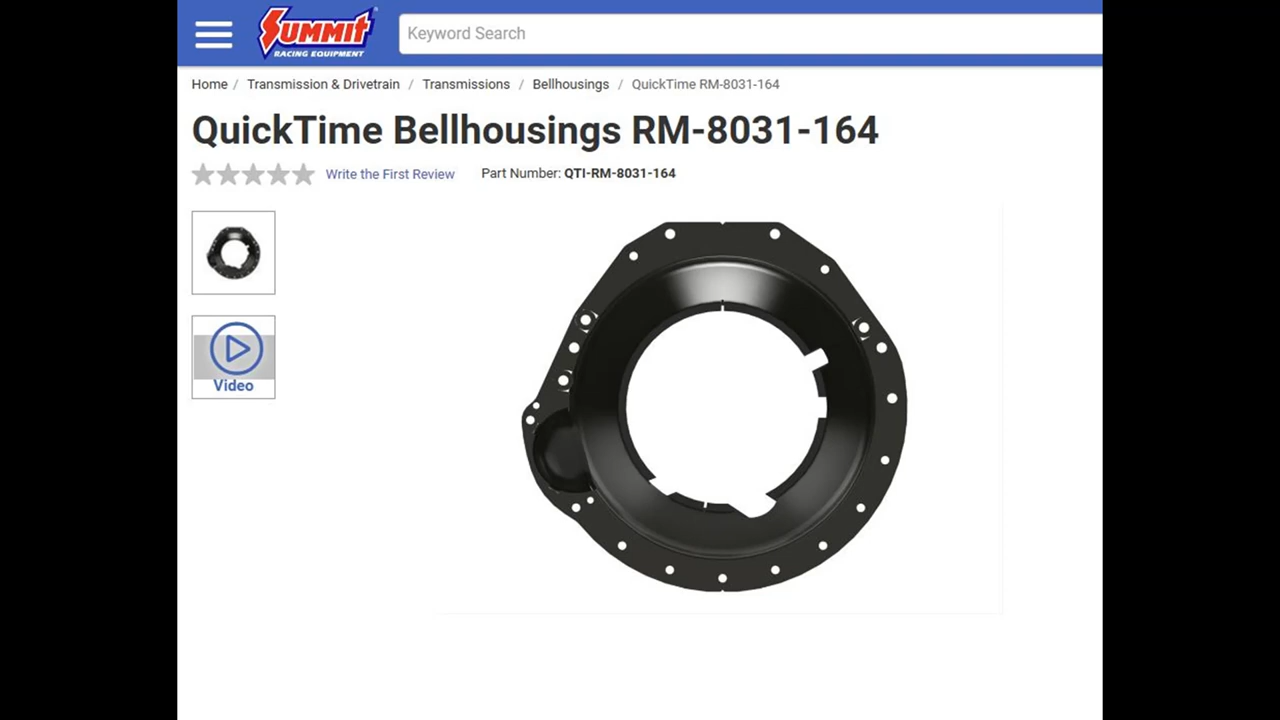 SUMMIT
RACING EQUIPMENT
Keyword Search
Home / Transmission & Drivetrain / Transmissions / Bellhousings / QuickTime RM-8031-164
QuickTime Bellhousings RM-8031-164
Write the First Review Part Number: QTI-RM-8031-164
Video